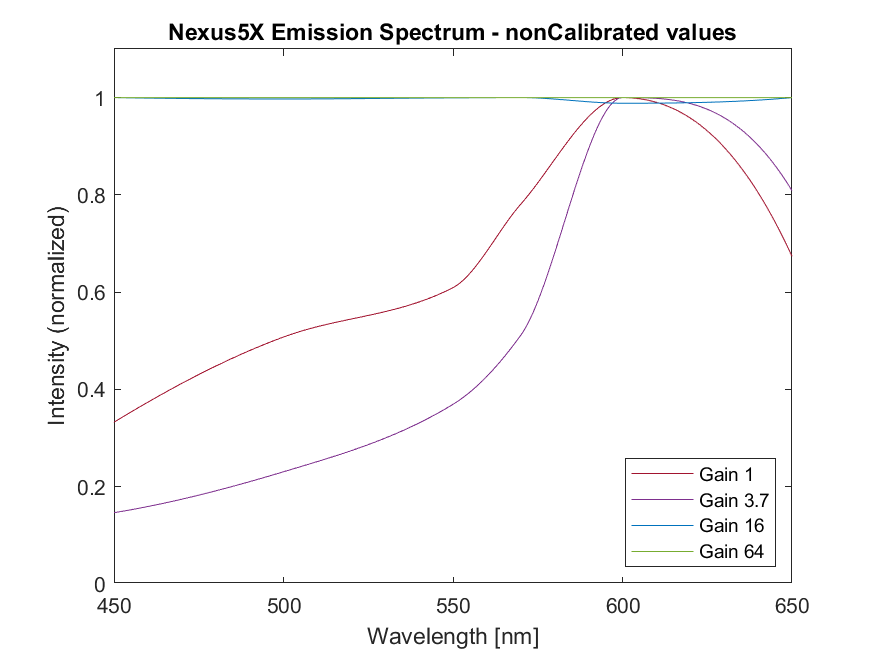 Nexus5X Emission Spectrum - nonCalibrated values
Intensity (normalized)
1
0.8
0.6
0.4
0.2
0
450
500
550
600
650
Wavelength [nm]
Gain 1
Gain 3.7
Gain 16
Gain 64